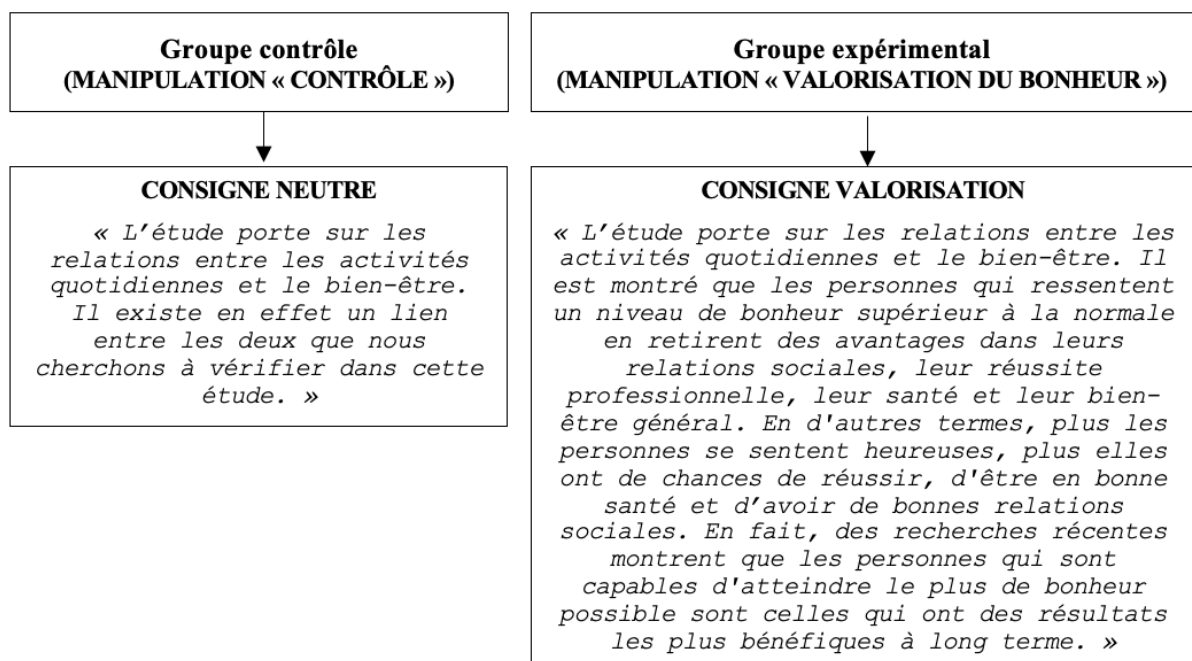 Groupe contrôle
(MANIPULATION « CONTRÔLE »)
CONSIGNE NEUTRE
« L’étude porte sur les
relations entre les activités
quotidiennes et le bien-être.
Il existe en effet un lien
entre les deux que nous
cherchons à vérifier dans cette
étude. »
Groupe expérimental
(MANIPULATION « VALORISATION DU BONHEUR »)
CONSIGNE VALORISATION
« L’étude porte sur les relations entre les
activités quotidiennes et le bien-être. Il
est montré que les personnes qui ressentent
un niveau de bonheur supérieur à la normale
en retirent des avantages dans leurs
relations sociales, leur réussite
professionnelle, leur santé et leur bien-
être général. En d'autres termes, plus les
personnes se sentent heureuses, plus elles
ont de chances de réussir, d'être en bonne
santé et d’avoir de bonnes relations
sociales. En fait, des recherches récentes
montrent que les personnes qui sont
capables d'atteindre le plus de bonheur
possible sont celles qui ont des résultats
les plus bénéfiques à long terme. »